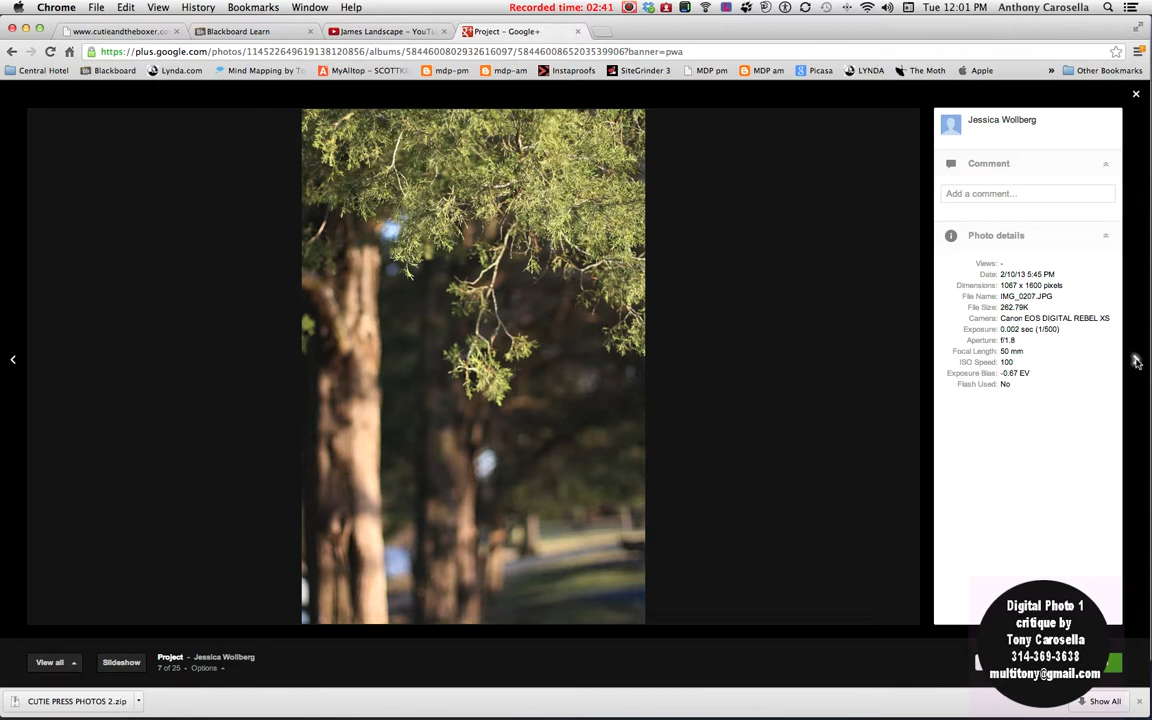 Chrome File Edit View History Bookmarks Window Help Recorded time: 02:41 Tue 12:01 PM Anthony Carosella
www.cutieandtheboxer.co
Blackboard Learn
James Landscape – YouT
Project – Google+
https://plus.google.com/photos/114522649619138120856/albums/5844600802932616097/5844600865203539906?banner=pwa
Central Hotel Blackboard Lynda.com Mind Mapping by T MyAlltop – SCOTTK mdp-pm mdp-am Instaproofs SiteGrinder 3 MDP pm MDP am Picasa LYNDA The Moth Apple » Other Bookmarks
Jessica Wollberg
Comment
Add a comment...
Photo details
Views: -
Date: 2/10/13 5:45 PM
Dimensions: 1067 x 1600 pixels
File Name: IMG_0207.JPG
File Size: 262.79K
Camera: Canon EOS DIGITAL REBEL XS
Exposure: 0.002 sec (1/500)
Aperture: f/1.8
Focal Length: 50 mm
ISO Speed: 100
Exposure Bias: -0.67 EV
Flash Used: No
Digital Photo 1
critique by
Tony Carosella
314-369-3638
multitony@gmail.com
View all
Slideshow
Project - Jessica Wollberg
7 of 25 - Options
CUTIE PRESS PHOTOS 2.zip
Show All